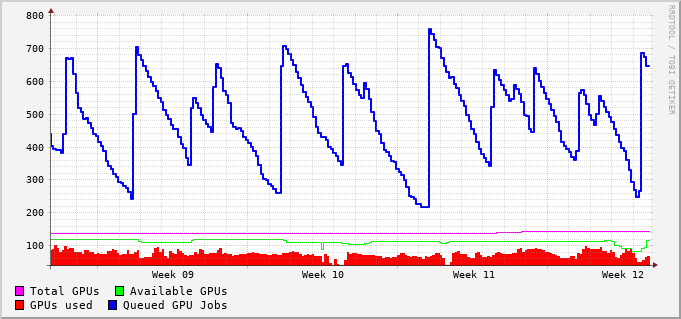 800
700
600
500
400
300
200
100
Week 09 Week 10 Week 11 Week 12
Total GPUs Available GPUs
GPUs used Queued GPU Jobs
RRDTOOL / TOBI OETIKER